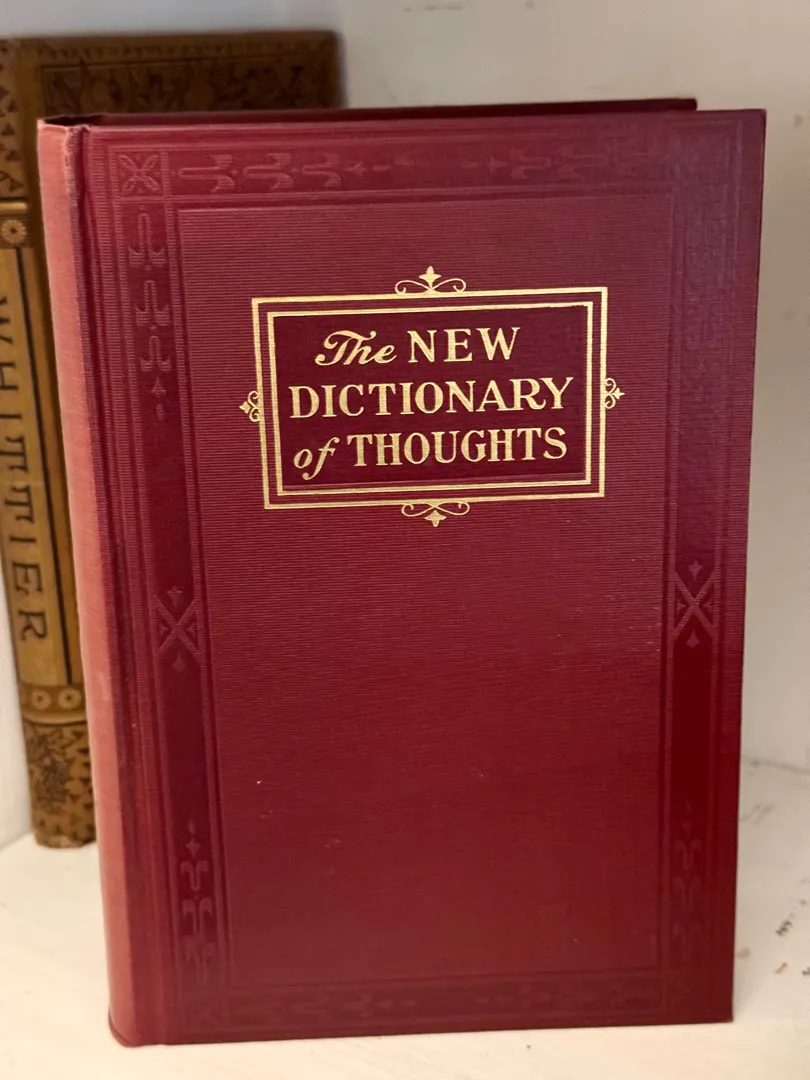 The NEW
DICTIONARY
of THOUGHTS
WHITTIER